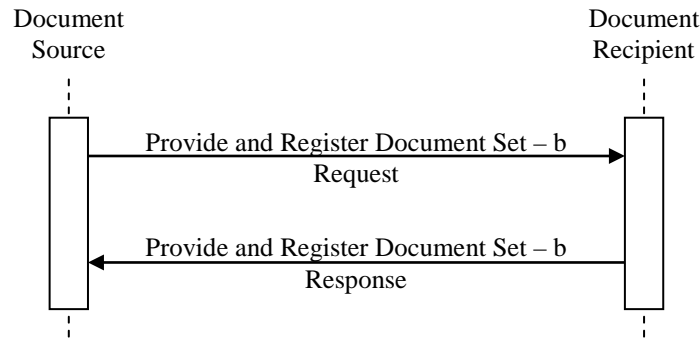 Document
Source
Document
Recipient
Provide and Register Document Set – b
Request
Provide and Register Document Set – b
Response